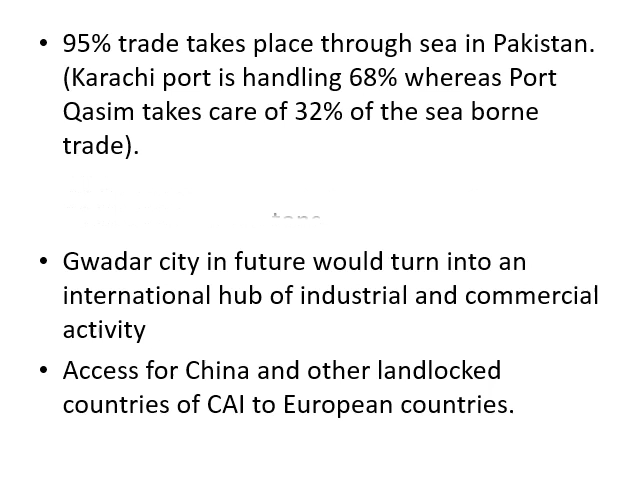 • 95% trade takes place through sea in Pakistan.
(Karachi port is handling 68% whereas Port
Qasim takes care of 32% of the sea borne
trade).
• Gwadar city in future would turn into an
international hub of industrial and commercial
activity
• Access for China and other landlocked
countries of CAI to European countries.